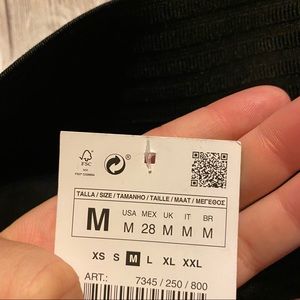 FSC
TALLA / SIZE / TAMANHO / TAILLE / MAAT / ΜΕΓΕΘΟΣ
M USA MEX UK IT BR
M 28 M M M
XS S M L XL XXL
ART.: 7345 / 250 / 800